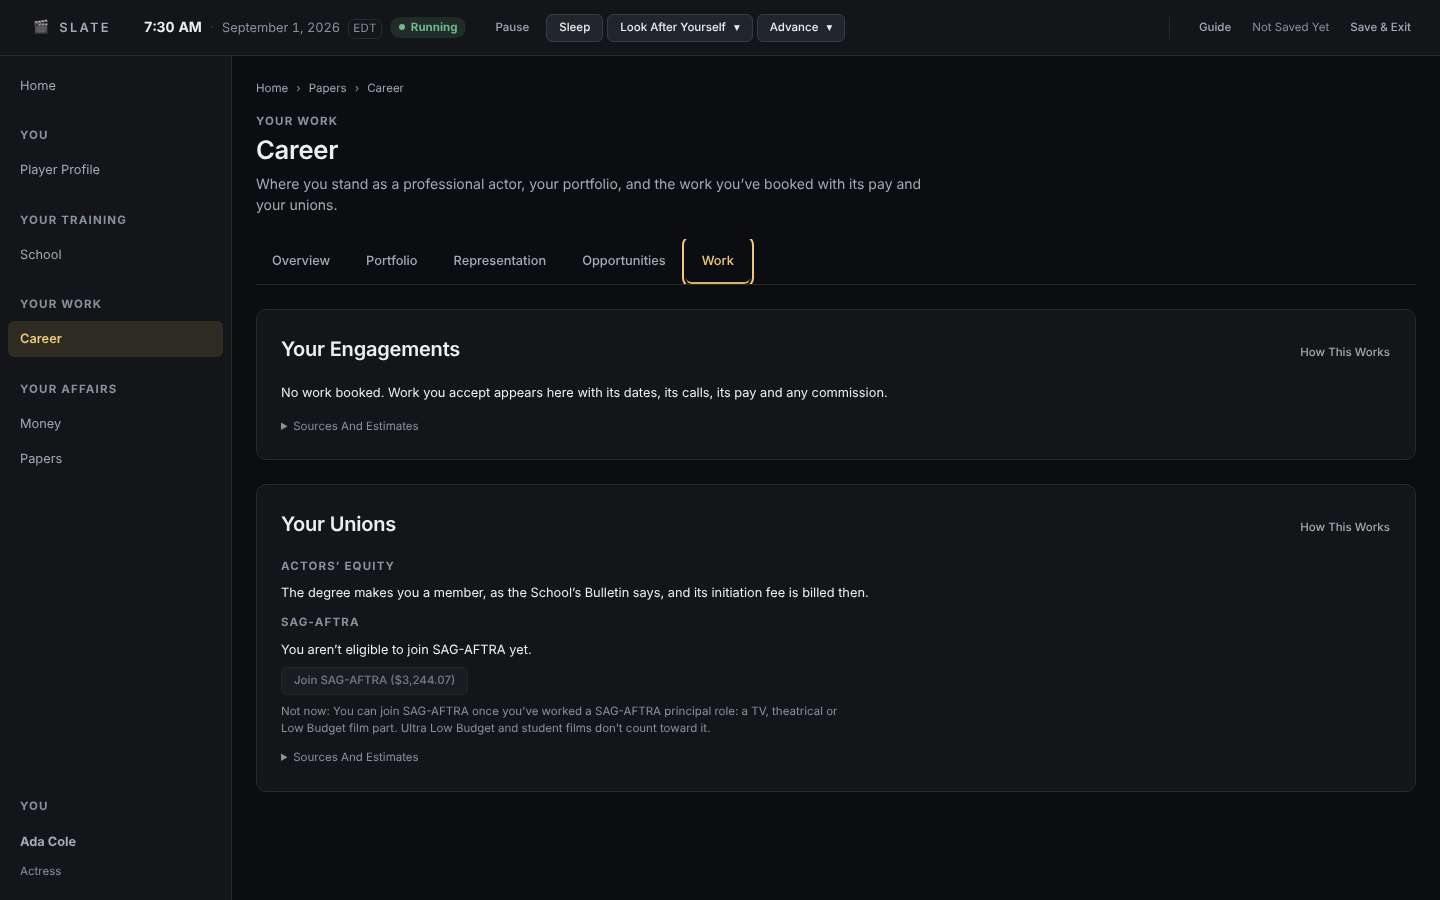 SLATE
7:30 AM · September 1, 2026 EDT Running Pause Sleep Look After Yourself ▾ Advance ▾ Guide Not Saved Yet Save & Exit
Home
YOU
Player Profile
YOUR TRAINING
School
YOUR WORK
Career
YOUR AFFAIRS
Money
Papers
YOU
Ada Cole
Actress
Home › Papers › Career
YOUR WORK
Career
Where you stand as a professional actor, your portfolio, and the work you’ve booked with its pay and
your unions.
Overview Portfolio Representation Opportunities Work
Your Engagements
How This Works
No work booked. Work you accept appears here with its dates, its calls, its pay and any commission.
▶ Sources And Estimates
Your Unions
How This Works
ACTORS’ EQUITY
The degree makes you a member, as the School’s Bulletin says, and its initiation fee is billed then.
SAG-AFTRA
You aren’t eligible to join SAG-AFTRA yet.
Join SAG-AFTRA ($3,244.07)
Not now: You can join SAG-AFTRA once you’ve worked a SAG-AFTRA principal role: a TV, theatrical or
Low Budget film part. Ultra Low Budget and student films don’t count toward it.
▶ Sources And Estimates